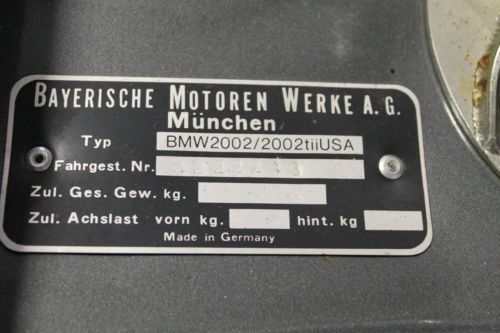 BAYERISCHE MOTOREN WERKE A.G.
München
Typ BMW2002/2002tiiUSA
Fahrgest. Nr.
Zul. Ges. Gew. kg.
Zul. Achslast vorn kg. hint. kg
Made in Germany